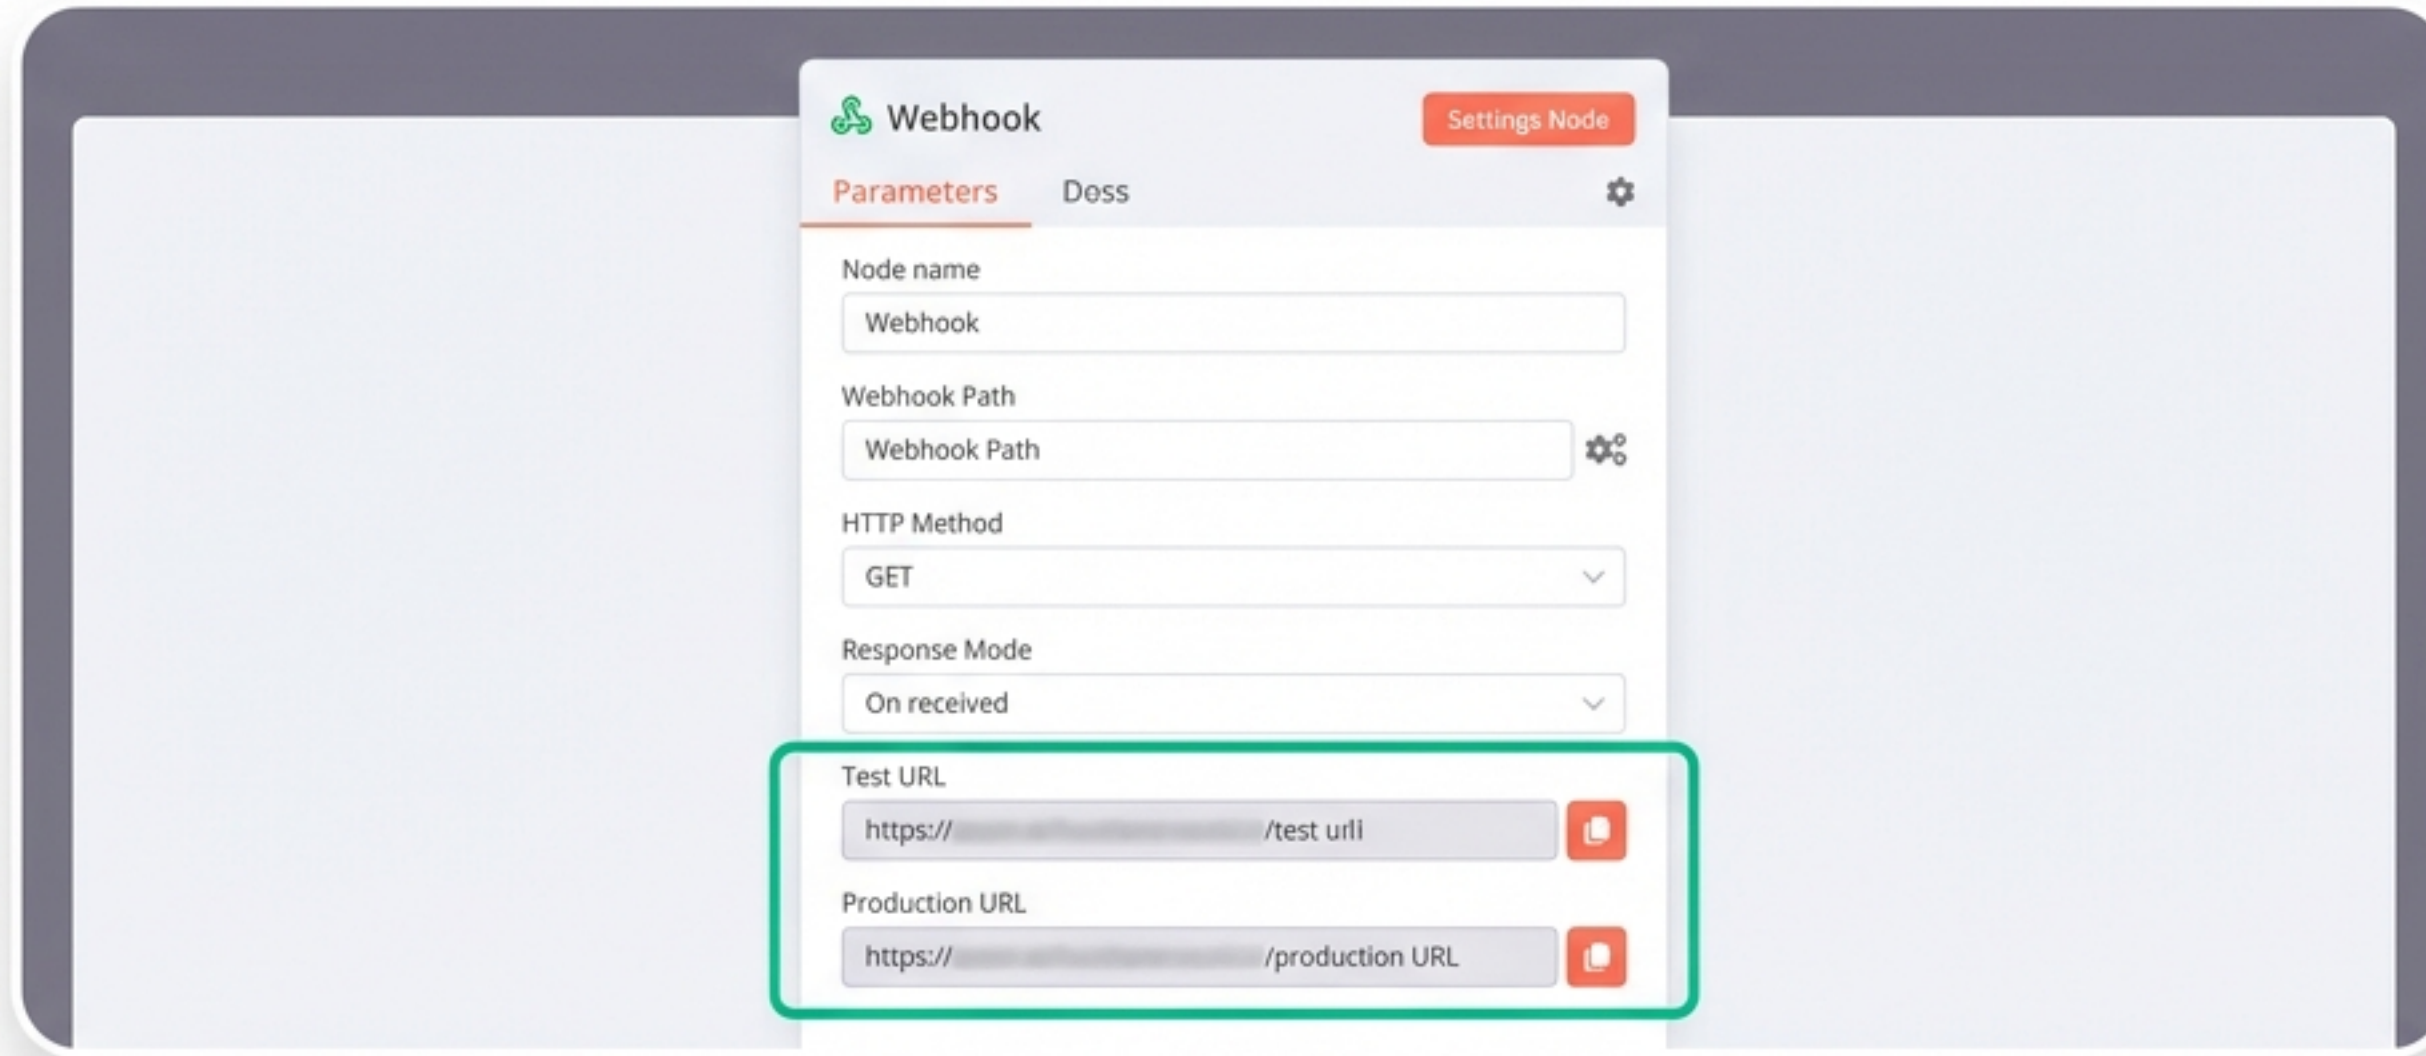 Webhook
Settings Node
Parameters
Doss
Node name
Webhook
Webhook Path
Webhook Path
HTTP Method
GET
Response Mode
On received
Test URL
https:// /test urli
Production URL
https:// /production URL